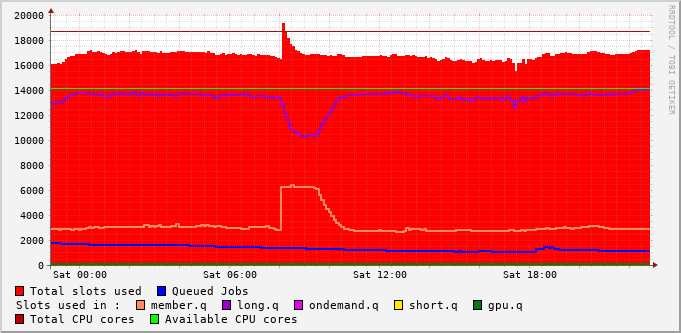 20000
18000
16000
14000
12000
10000
8000
6000
4000
2000
0
Sat 00:00 Sat 06:00 Sat 12:00 Sat 18:00
RRDTOOL / TOBI OETIKER
Total slots used Queued Jobs
Slots used in : member.q long.q ondemand.q short.q gpu.q
Total CPU cores Available CPU cores